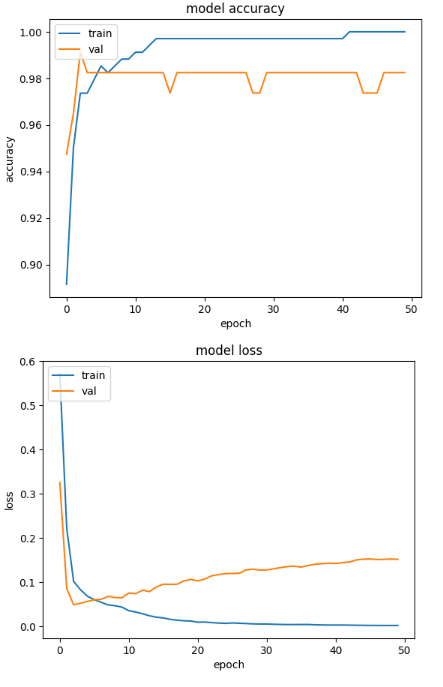 model accuracy
train
val
1.00
0.98
0.96
0.94
0.92
0.90
accuracy
0 10 20 30 40 50
epoch
model loss
train
val
0.6
0.5
0.4
0.3
0.2
0.1
0.0
loss
0 10 20 30 40 50
epoch